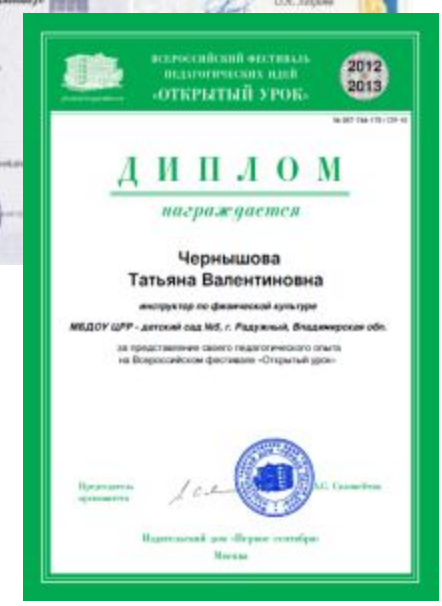 ВСЕРОССИЙСКИЙ ФЕСТИВАЛЬ
ПЕДАГОГИЧЕСКИХ ИДЕЙ
«ОТКРЫТЫЙ УРОК»
2012
2013
ДИПЛОМ
награждается
Чернышова
Татьяна Валентиновна
инструктор по физической культуре
МБДОУ ЦРР - детский сад №5, г. Радужный, Владимирская обл.
за представление своего педагогического опыта
на Всероссийском фестивале «Открытый урок»
Председатель
оргкомитета
Издательский дом «Первое сентября»
Москва